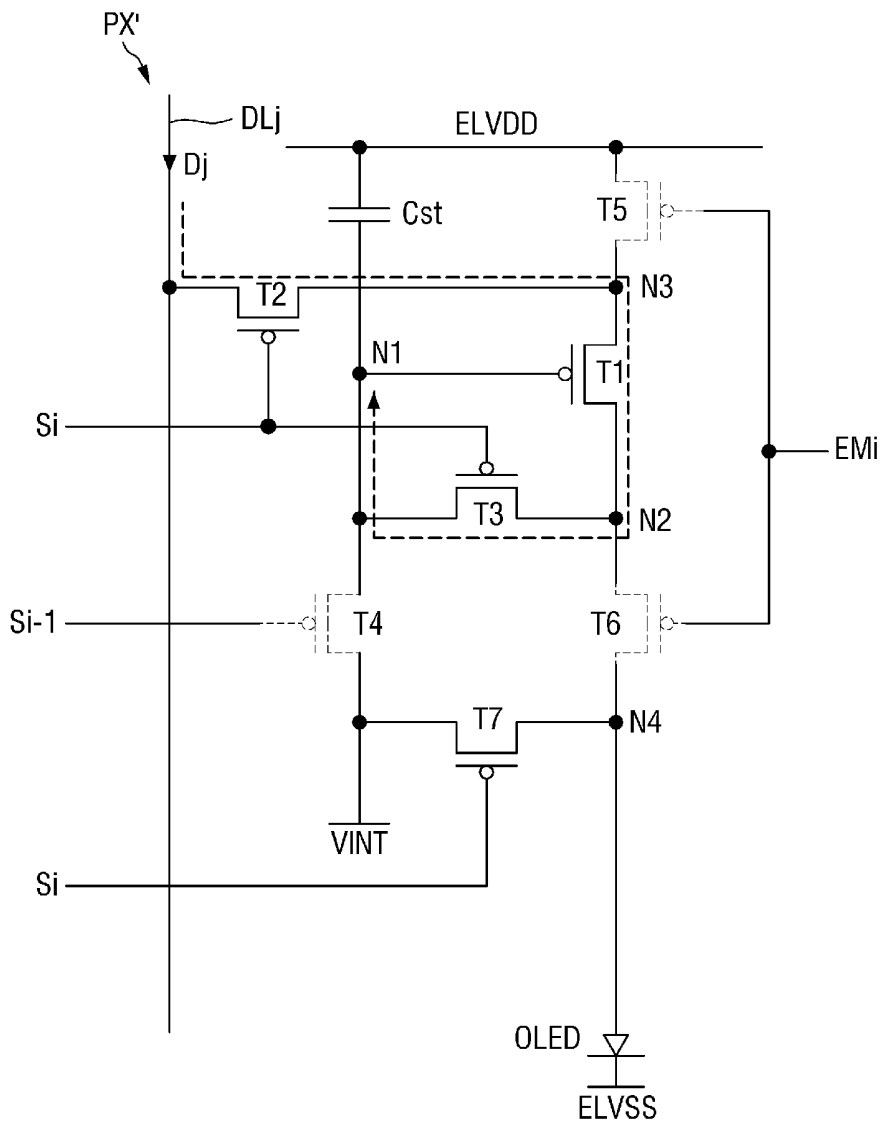 PX'
DLj
ELVDD
Dj
Cst
T5
T2
N3
N1
T1
Si
EMi
T3
N2
Si-1
T4
T6
T7
N4
VINT
Si
OLED
ELVSS